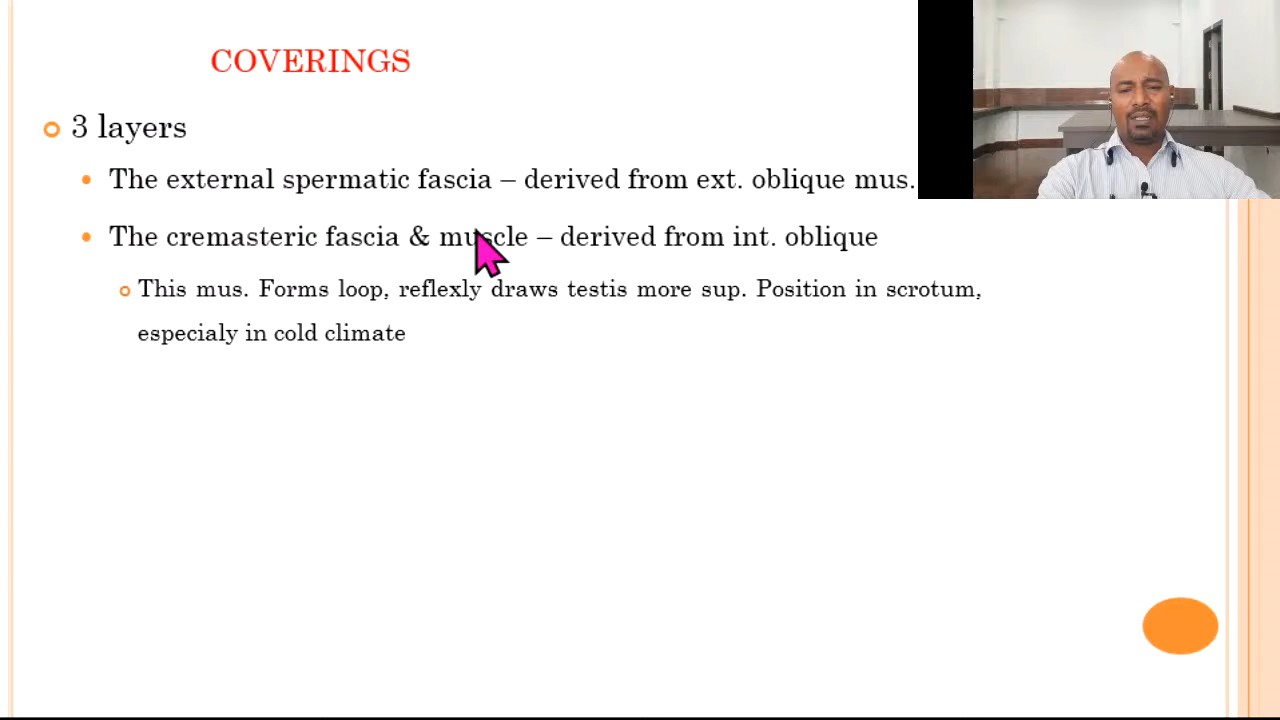 COVERINGS
3 layers
The external spermatic fascia – derived from ext. oblique mus.
The cremasteric fascia & muscle – derived from int. oblique
This mus. Forms loop, reflexly draws testis more sup. Position in scrotum,
especialy in cold climate